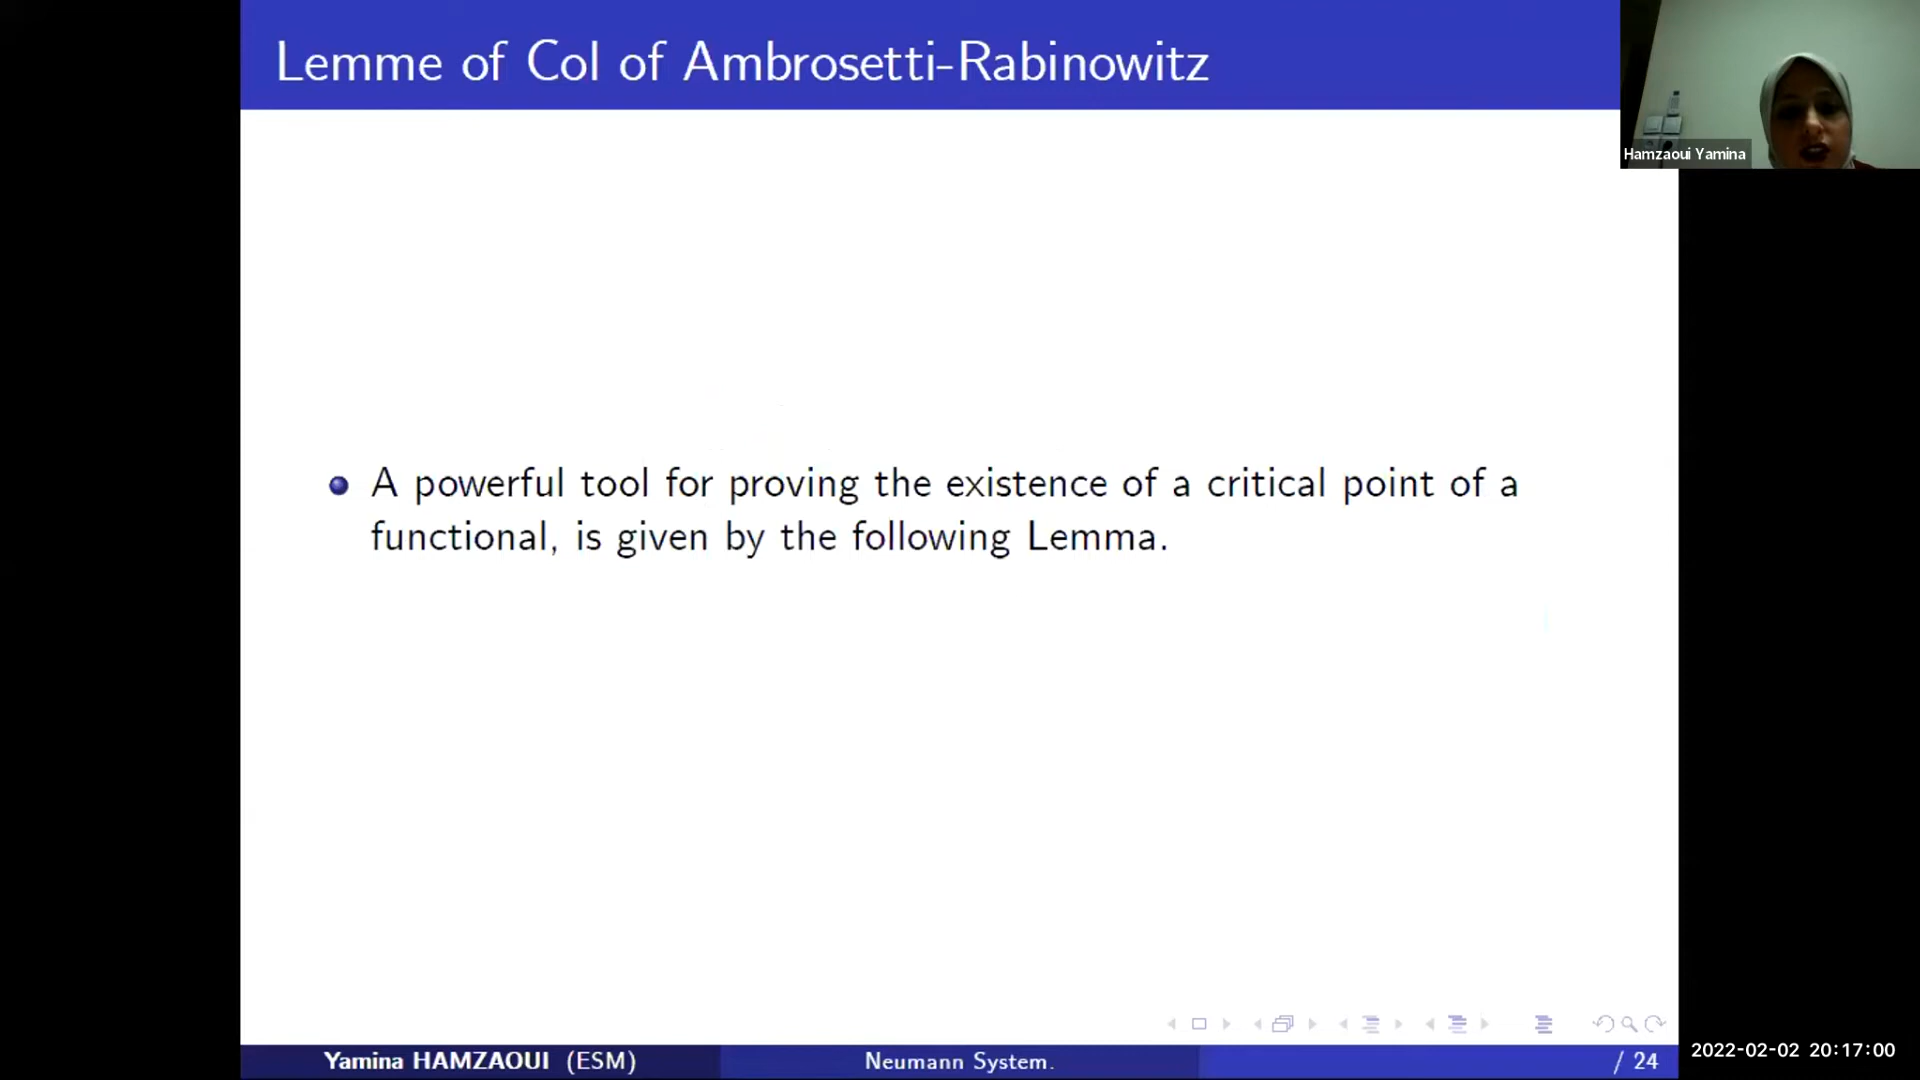 Lemme of Col of Ambrosetti-Rabinowitz
Hamzaoui Yamina
A powerful tool for proving the existence of a critical point of a
functional, is given by the following Lemma.
Yamina HAMZAOUI (ESM)
Neumann System.
/ 24
2022-02-02 20:17:00